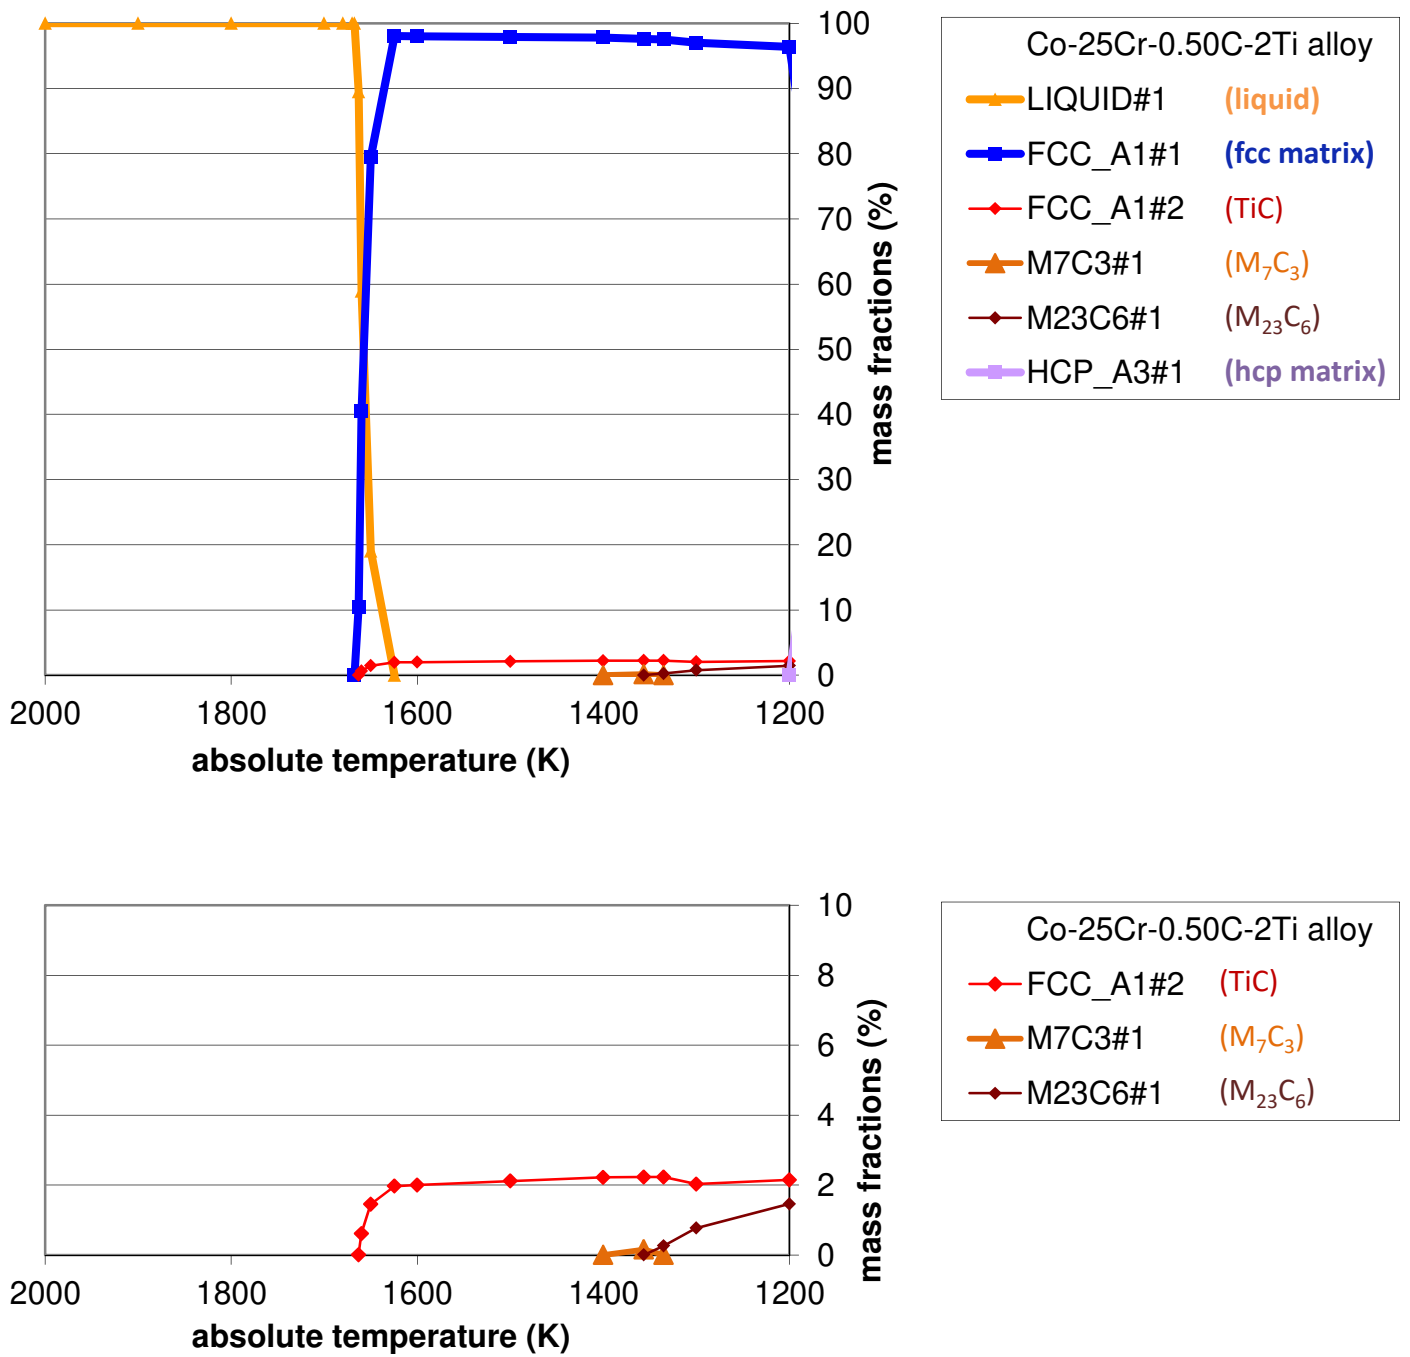 100
90
80
70
60
50
40
30
20
10
0
mass fractions (%)
2000 1800 1600 1400 1200
absolute temperature (K)
Co-25Cr-0.50C-2Ti alloy
LIQUID#1 (liquid)
FCC_A1#1 (fcc matrix)
FCC_A1#2 (TiC)
M7C3#1 (M₇C₃)
M23C6#1 (M₂₃C₆)
HCP_A3#1 (hcp matrix)
10
8
6
4
2
0
mass fractions (%)
2000 1800 1600 1400 1200
absolute temperature (K)
Co-25Cr-0.50C-2Ti alloy
FCC_A1#2 (TiC)
M7C3#1 (M₇C₃)
M23C6#1 (M₂₃C₆)